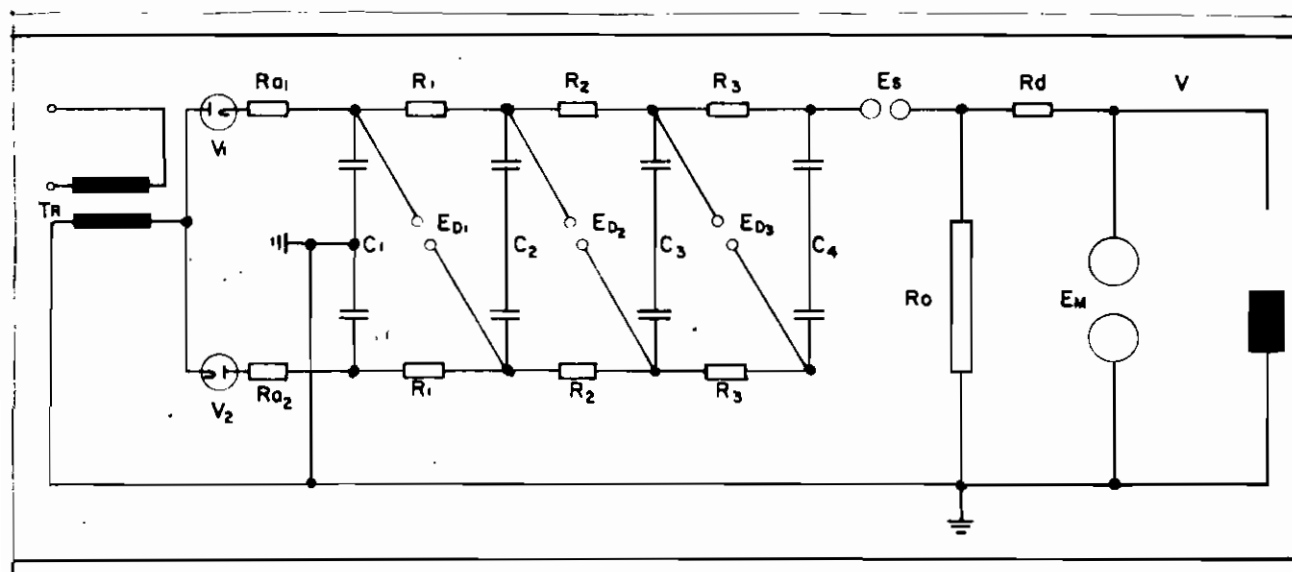 Ra₁ R₁ R₂ R₃ Es Rd V
V₁
TR
C₁ ED₁ C₂ ED₂ C₃ ED₃ C₄
Ro EM
V₂ Ra₂ R₁ R₂ R₃